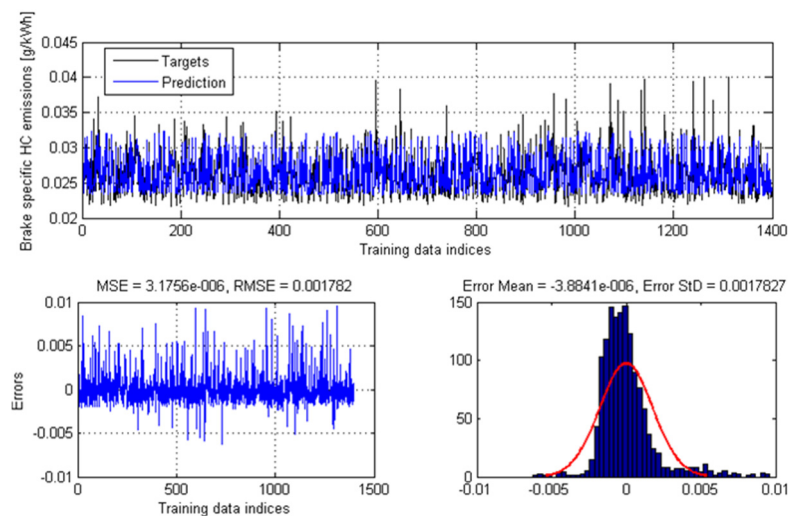 Brake specific HC emissions [g/kWh]
0.045
0.04
0.035
0.03
0.025
0.02
Targets
Prediction
0 200 400 600 800 1000 1200 1400
Training data indices
MSE = 3.1756e-006, RMSE = 0.001782
Errors
0.01
0.005
0
-0.005
-0.01
0 500 1000 1500
Training data indices
Error Mean = -3.8841e-006, Error StD = 0.0017827
150
100
50
0
-0.01 -0.005 0 0.005 0.01